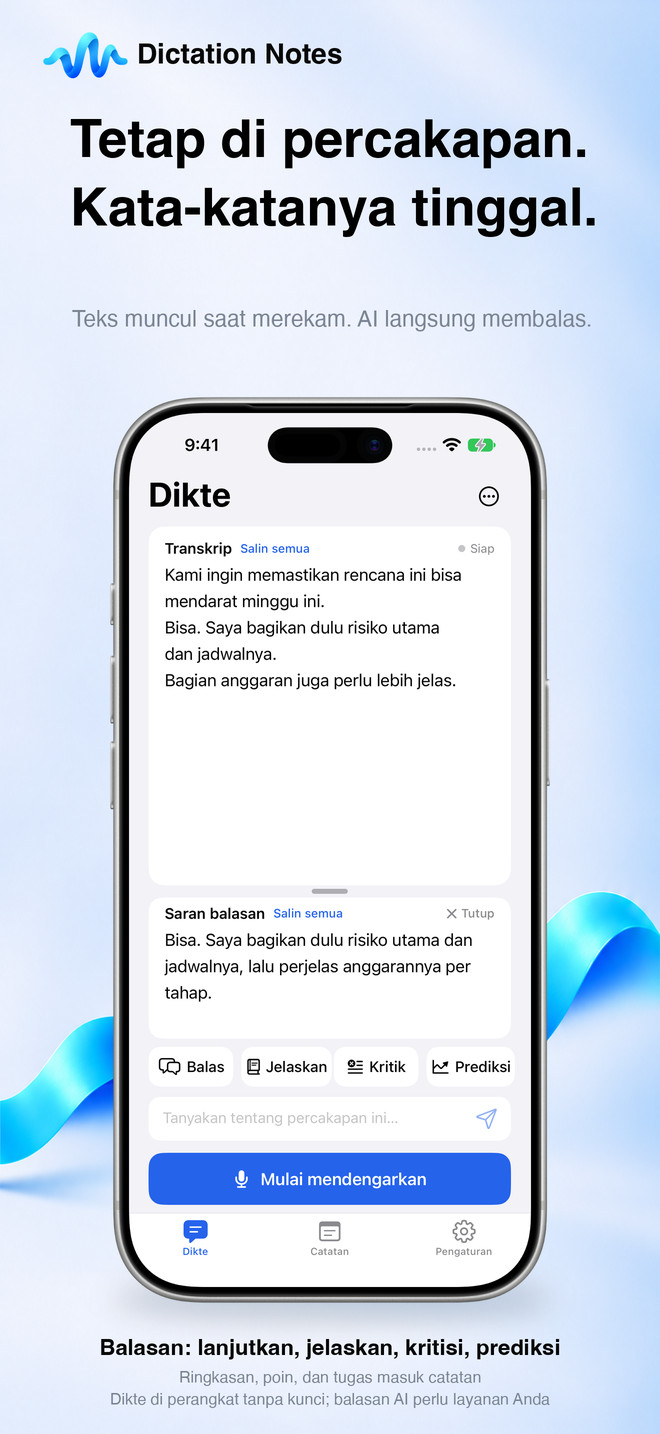 Dictation Notes
Tetap di percakapan.
Kata-katanya tinggal.
Teks muncul saat merekam. AI langsung membalas.
9:41
Dikte
Transkrip Salin semua Siap
Kami ingin memastikan rencana ini bisa
mendarat minggu ini.
Bisa. Saya bagikan dulu risiko utama
dan jadwalnya.
Bagian anggaran juga perlu lebih jelas.
Saran balasan Salin semua Tutup
Bisa. Saya bagikan dulu risiko utama dan
jadwalnya, lalu perjelas anggarannya per
tahap.
Balas Jelaskan Kritik Prediksi
Tanyakan tentang percakapan ini...
Mulai mendengarkan
Dikte Catatan Pengaturan
Balasan: lanjutkan, jelaskan, kritisi, prediksi
Ringkasan, poin, dan tugas masuk catatan
Dikte di perangkat tanpa kunci; balasan AI perlu layanan Anda